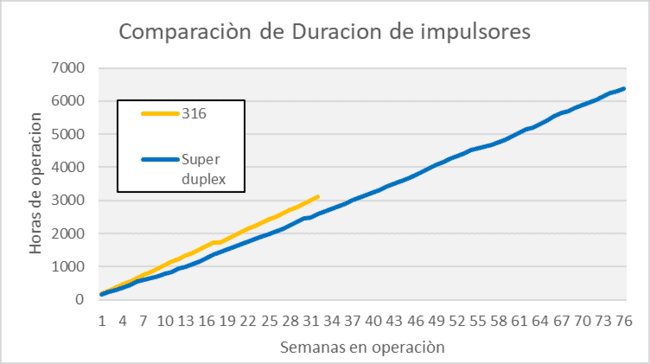 Comparaciòn de Duracion de impulsores
Horas de operacion
7000
6000
5000
4000
3000
2000
1000
0
316
Super
duplex
1 4 7 10 13 16 19 22 25 28 31 34 37 40 43 46 49 52 55 58 61 64 67 70 73 76
Semanas en operaciòn